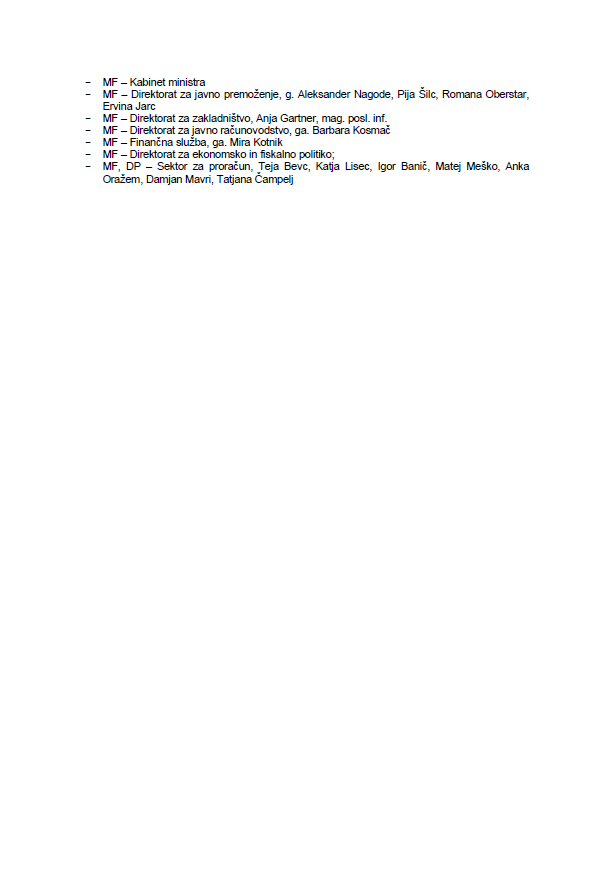 − MF – Kabinet ministra
− MF – Direktorat za javno premoženje, g. Aleksander Nagode, Pija Šilc, Romana Oberstar,
Ervina Jarc
− MF – Direktorat za zakladništvo, Anja Gartner, mag. posl. inf.
− MF – Direktorat za javno računovodstvo, ga. Barbara Kosmač
− MF – Finančna služba, ga. Mira Kotnik
− MF – Direktorat za ekonomsko in fiskalno politiko;
− MF, DP – Sektor za proračun, Teja Bevc, Katja Lisec, Igor Banič, Matej Meško, Anka
Oražem, Damjan Mavri, Tatjana Čampelj